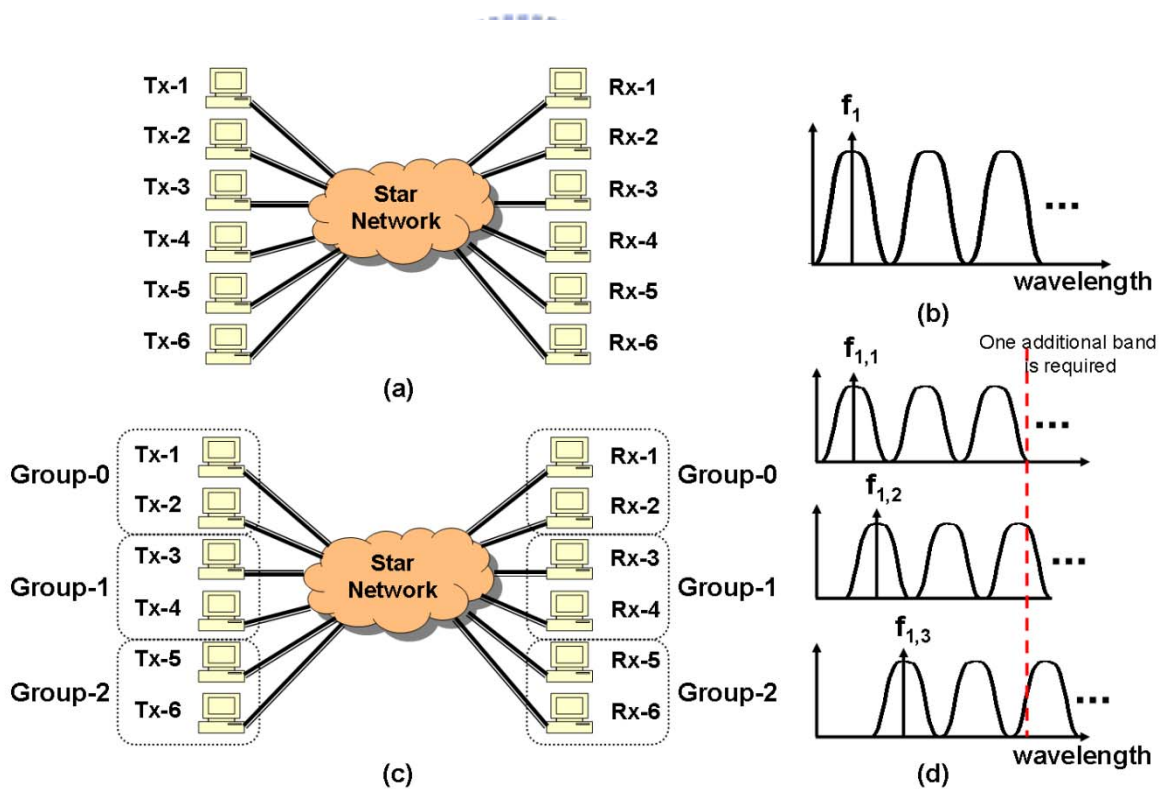 Tx-1
Tx-2
Tx-3
Tx-4
Tx-5
Tx-6
Star
Network
Rx-1
Rx-2
Rx-3
Rx-4
Rx-5
Rx-6
(a)
f1
...
wavelength
(b)
Group-0
Group-1
Group-2
Tx-1
Tx-2
Tx-3
Tx-4
Tx-5
Tx-6
Star
Network
Rx-1
Rx-2
Rx-3
Rx-4
Rx-5
Rx-6
Group-0
Group-1
Group-2
(c)
One additional band
is required
f1,1
...
f1,2
...
f1,3
...
wavelength
(d)